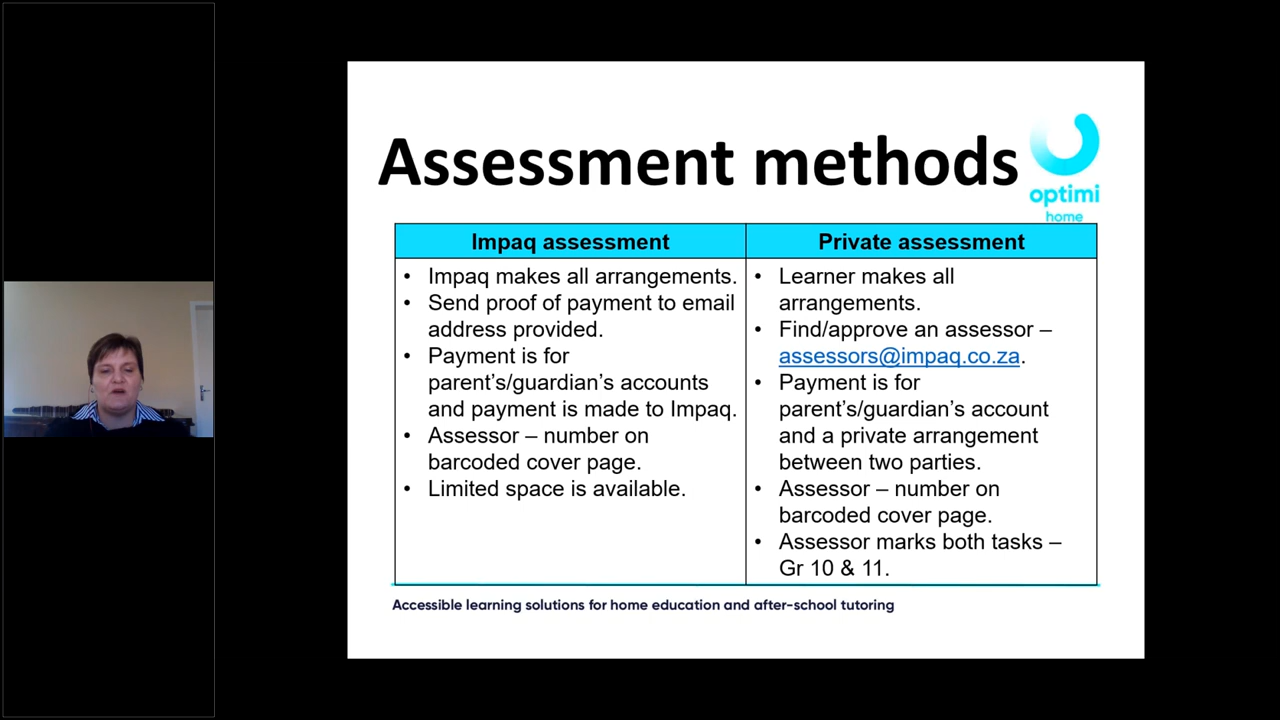 Assessment methods
optimi
home
Impaq assessment
Private assessment
• Impaq makes all arrangements.
• Send proof of payment to email
address provided.
• Payment is for
parent’s/guardian’s accounts
and payment is made to Impaq.
• Assessor – number on
barcoded cover page.
• Limited space is available.
• Learner makes all
arrangements.
• Find/approve an assessor –
assessors@impaq.co.za.
• Payment is for
parent’s/guardian’s account
and a private arrangement
between two parties.
• Assessor – number on
barcoded cover page.
• Assessor marks both tasks –
Gr 10 & 11.
Accessible learning solutions for home education and after-school tutoring